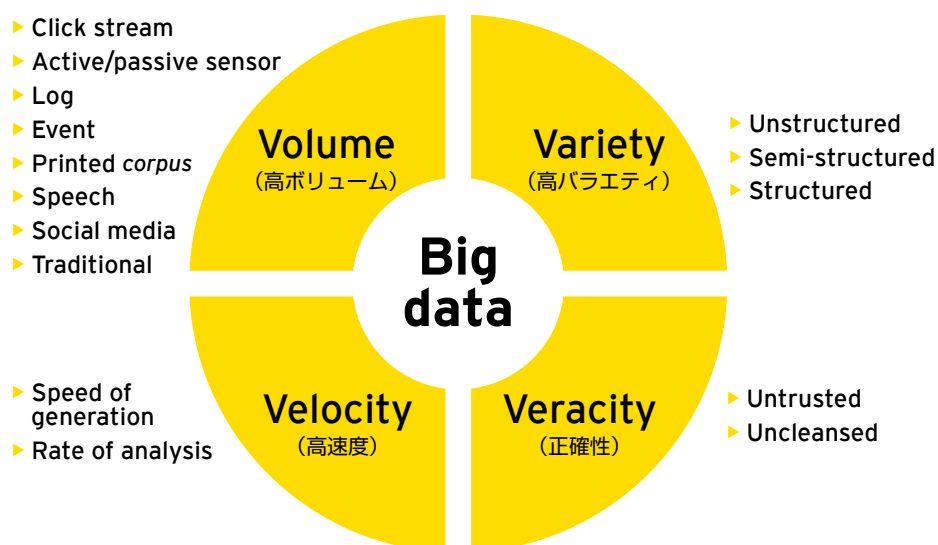 Click stream
Active/passive sensor
Log
Event
Printed corpus
Speech
Social media
Traditional
Volume
（高ボリューム）
Variety
（高バラエティ）
Unstructured
Semi-structured
Structured
Big
data
Speed of
generation
Rate of analysis
Velocity
（高速度）
Veracity
（正確性）
Untrusted
Uncleansed